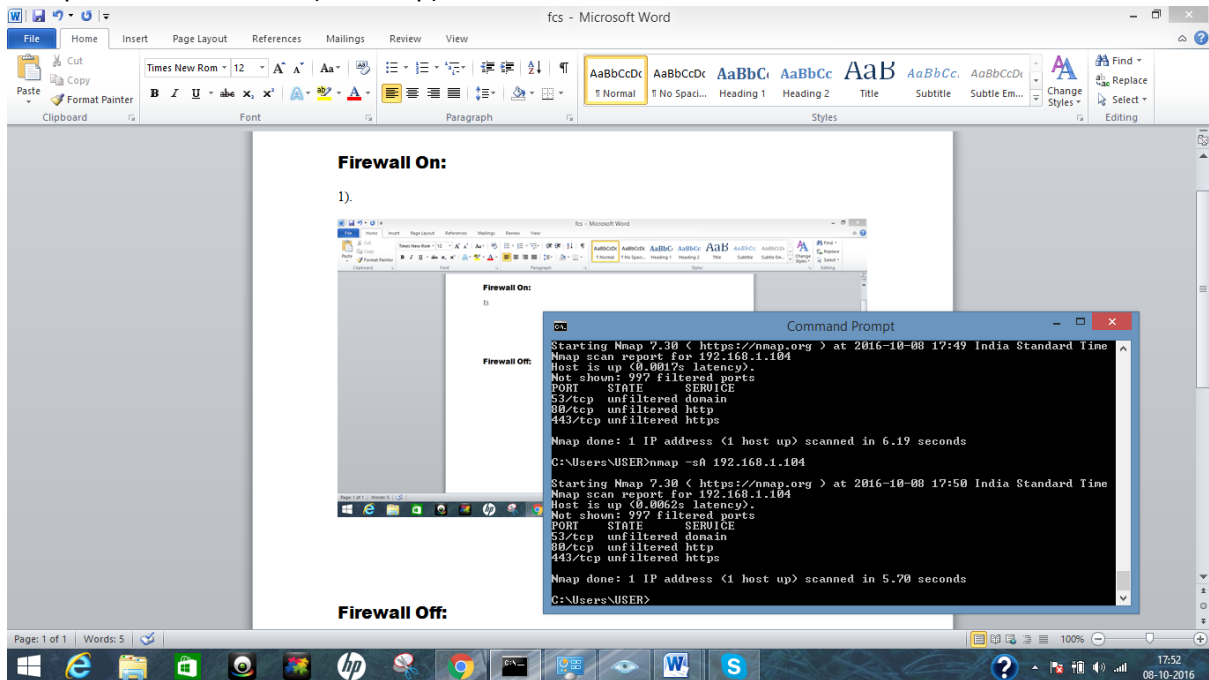 fcs - Microsoft Word
File Home Insert Page Layout References Mailings Review View
Cut
Copy
Format Painter
Paste
Times New Rom 12
Clipboard Font Paragraph Styles Editing
AaBbCcDc AaBbCcDc AaBbC AaBbCc AaB AaBbCc. AaBbCcDc
¶ Normal ¶ No Spaci... Heading 1 Heading 2 Title Subtitle Subtle Em...
Change Styles
Find
Replace
Select
Firewall On:
1).
fcs - Microsoft Word
Firewall On:
1).
Firewall Off:
Command Prompt
Starting Nmap 7.30 ( https://nmap.org ) at 2016-10-08 17:49 India Standard Time
Nmap scan report for 192.168.1.104
Host is up (0.0017s latency).
Not shown: 997 filtered ports
PORT STATE SERVICE
53/tcp unfiltered domain
80/tcp unfiltered http
443/tcp unfiltered https
Nmap done: 1 IP address (1 host up) scanned in 6.19 seconds
C:\Users\USER>nmap -sA 192.168.1.104
Starting Nmap 7.30 ( https://nmap.org ) at 2016-10-08 17:50 India Standard Time
Nmap scan report for 192.168.1.104
Host is up (0.0062s latency).
Not shown: 997 filtered ports
PORT STATE SERVICE
53/tcp unfiltered domain
80/tcp unfiltered http
443/tcp unfiltered https
Nmap done: 1 IP address (1 host up) scanned in 5.70 seconds
C:\Users\USER>
Firewall Off:
Page: 1 of 1 Words: 5
100%
17:52
08-10-2016